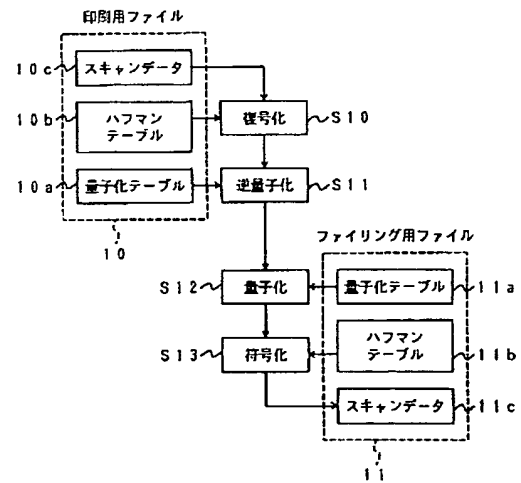 印刷用ファイル
10c
スキャンデータ
10b
ハフマン
テーブル
復号化
S10
10a
量子化テーブル
逆量子化
S11
10
ファイリング用ファイル
S12
量子化
量子化テーブル
11a
S13
符号化
ハフマン
テーブル
11b
スキャンデータ
11c
11